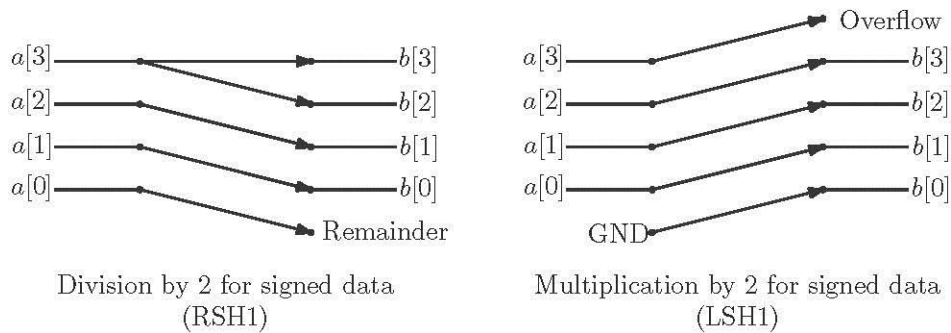 Overflow
a[3] b[3] a[3] b[3]
a[2] b[2] a[2] b[2]
a[1] b[1] a[1] b[1]
a[0] b[0] a[0] b[0]
Remainder GND
Division by 2 for signed data
(RSH1)
Multiplication by 2 for signed data
(LSH1)